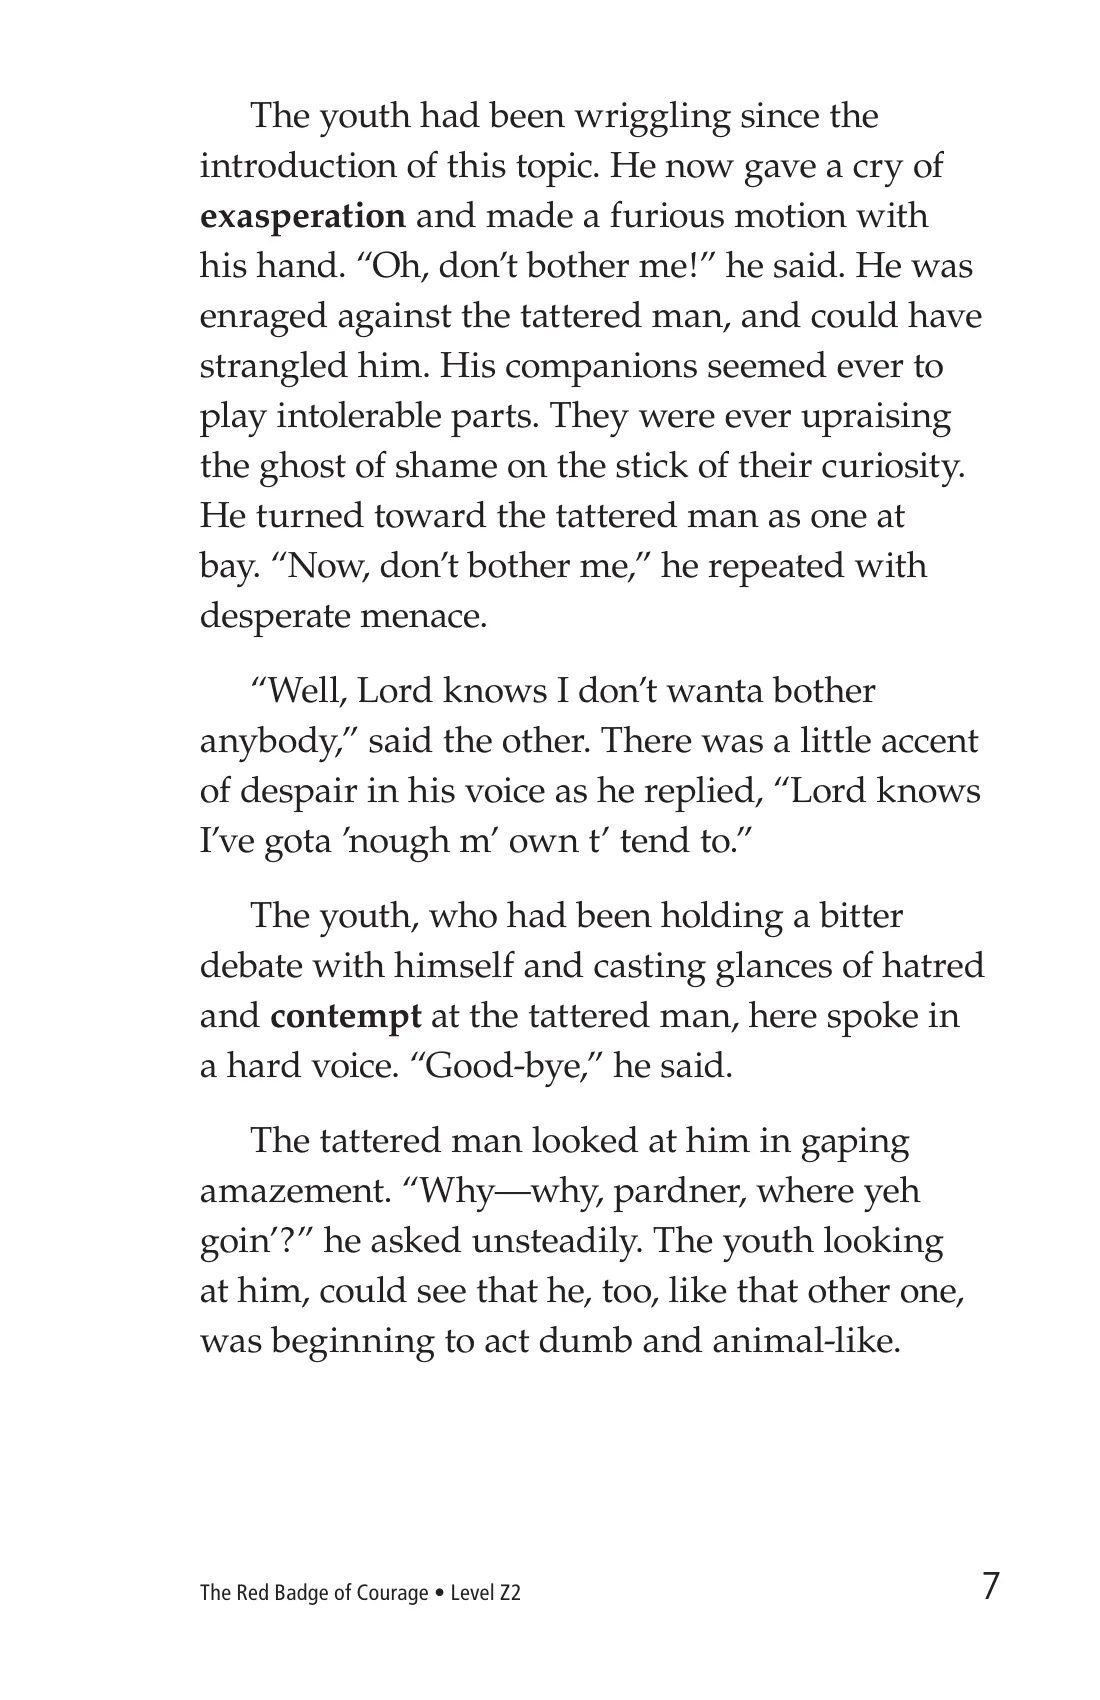 The youth had been wriggling since the
introduction of this topic. He now gave a cry of
exasperation and made a furious motion with
his hand. “Oh, don’t bother me!” he said. He was
enraged against the tattered man, and could have
strangled him. His companions seemed ever to
play intolerable parts. They were ever upraising
the ghost of shame on the stick of their curiosity.
He turned toward the tattered man as one at
bay. “Now, don’t bother me,” he repeated with
desperate menace.
“Well, Lord knows I don’t wanta bother
anybody,” said the other. There was a little accent
of despair in his voice as he replied, “Lord knows
I’ve gota ’nough m’ own t’ tend to.”
The youth, who had been holding a bitter
debate with himself and casting glances of hatred
and contempt at the tattered man, here spoke in
a hard voice. “Good-bye,” he said.
The tattered man looked at him in gaping
amazement. “Why—why, pardner, where yeh
goin’?” he asked unsteadily. The youth looking
at him, could see that he, too, like that other one,
was beginning to act dumb and animal-like.
The Red Badge of Courage • Level Z2
7